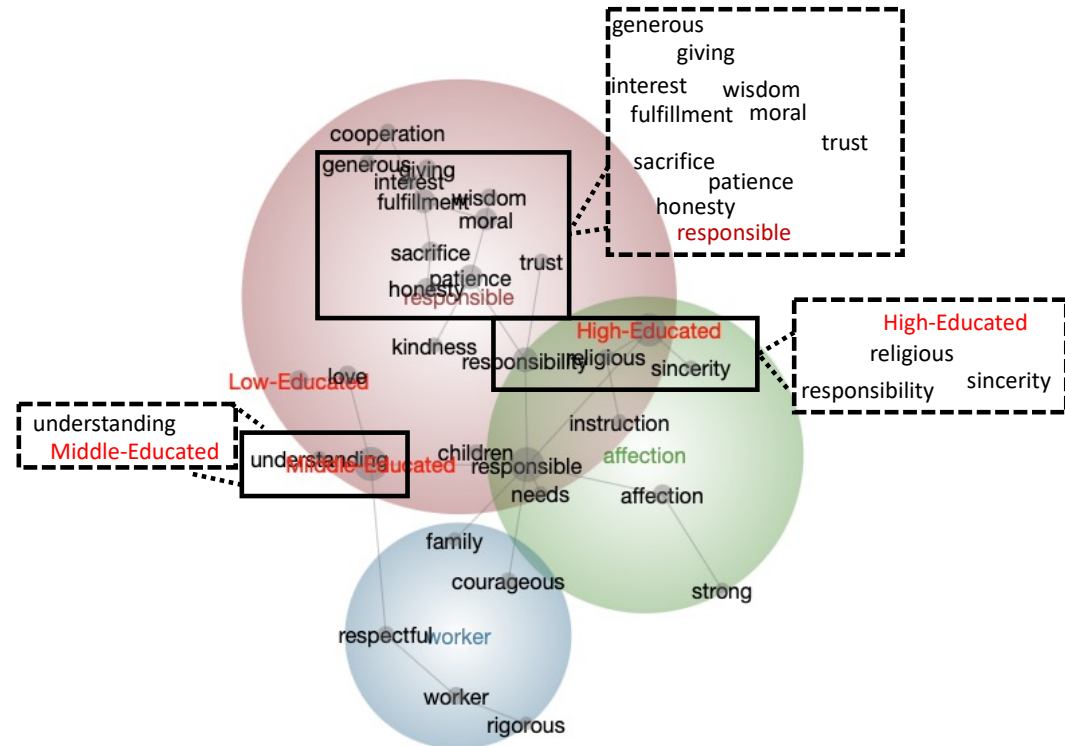 generous
giving
interest
wisdom
fulfillment
moral
trust
sacrifice
patience
honesty
responsible
cooperation
generous
giving
interest
wisdom
fulfillment
moral
sacrifice
trust
patience
honesty
responsible
High-Educated
kindness
responsibility
religious
sincerity
Low-Educated
love
High-Educated
religious
responsibility
sincerity
understanding
Middle-Educated
instruction
children
understanding
Middle-Educated
responsible
affection
needs
affection
family
courageous
strong
respectful
worker
worker
rigorous